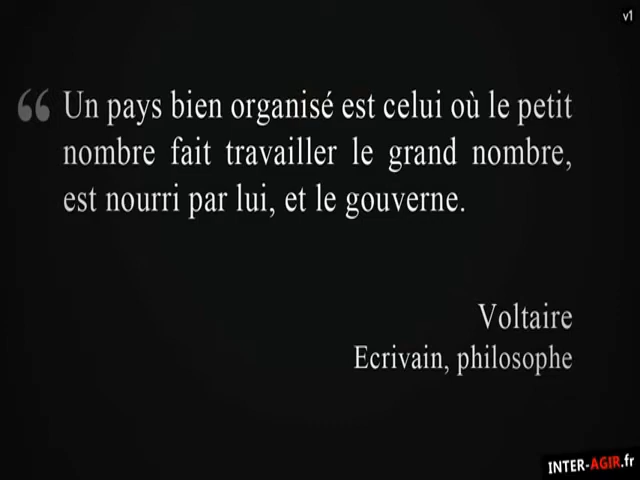 v1
“ Un pays bien organisé est celui où le petit
nombre fait travailler le grand nombre,
est nourri par lui, et le gouverne.
Voltaire
Ecrivain, philosophe
INTER-AGIR.fr